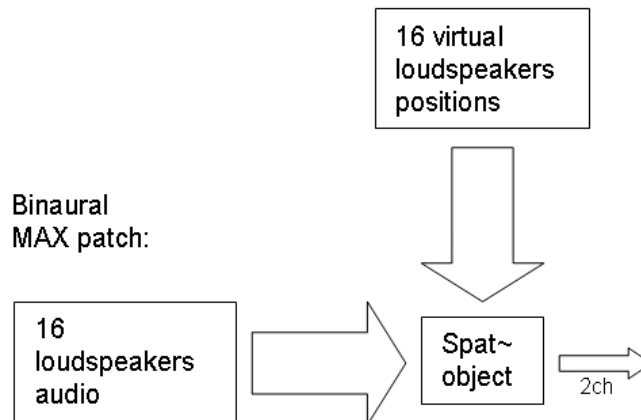 16 virtual
loudspeakers
positions
Binaural
MAX patch:
16
loudspeakers
audio
Spat~
object
2ch